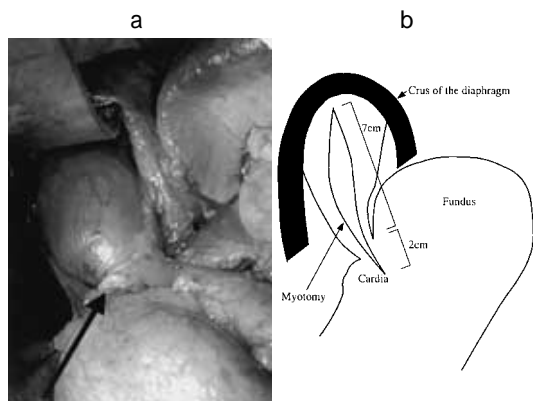 a
b
Crus of the diaphragm
7cm
Fundus
2cm
Cardia
Myotomy